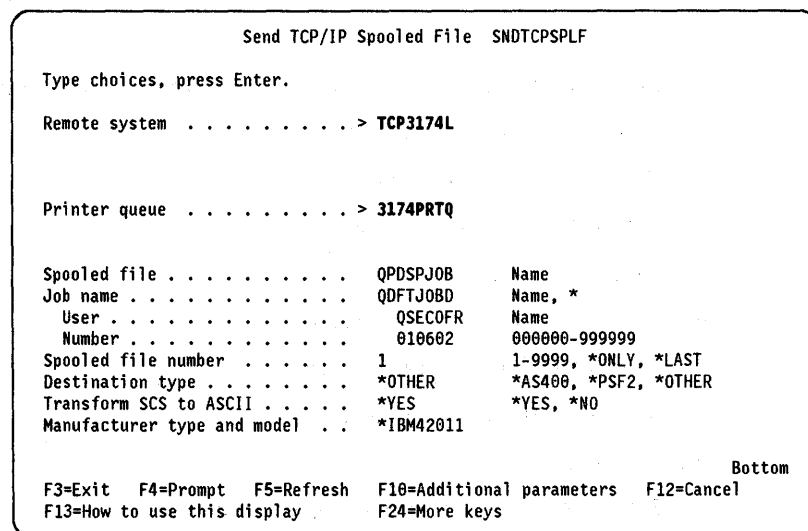 Send TCP/IP Spooled File SNDTCPSPLF
Type choices, press Enter.
Remote system . . . . . . . . . > TCP3174L
Printer queue . . . . . . . . . > 3174PRTQ
Spooled file . . . . . . . . . . QPDSPJOB Name
Job name . . . . . . . . . . . . QDFTJOBD Name, *
User . . . . . . . . . . . . . QSECOFR Name
Number . . . . . . . . . . . . 010602 000000-999999
Spooled file number . . . . . . 1 1-9999, *ONLY, *LAST
Destination type . . . . . . . . *OTHER *AS400, *PSF2, *OTHER
Transform SCS to ASCII . . . . . *YES *YES, *NO
Manufacturer type and model . . *IBM42011
Bottom
F3=Exit F4=Prompt F5=Refresh F10=Additional parameters F12=Cancel
F13=How to use this display F24=More keys